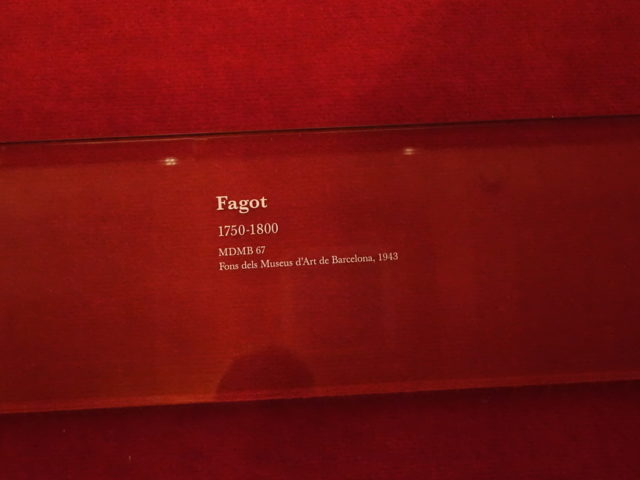 Fagot
1750-1800
MDMB 67
Fons dels Museus d'Art de Barcelona, 1943